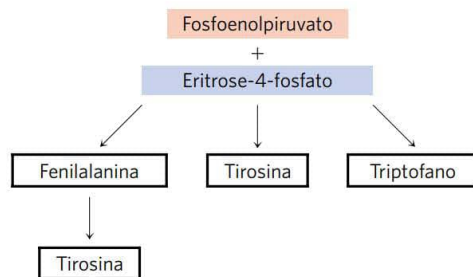 Fosfoenolpiruvato
+
Eritrose-4-fosfato
Fenilalanina
Tirosina
Triptofano
Tirosina